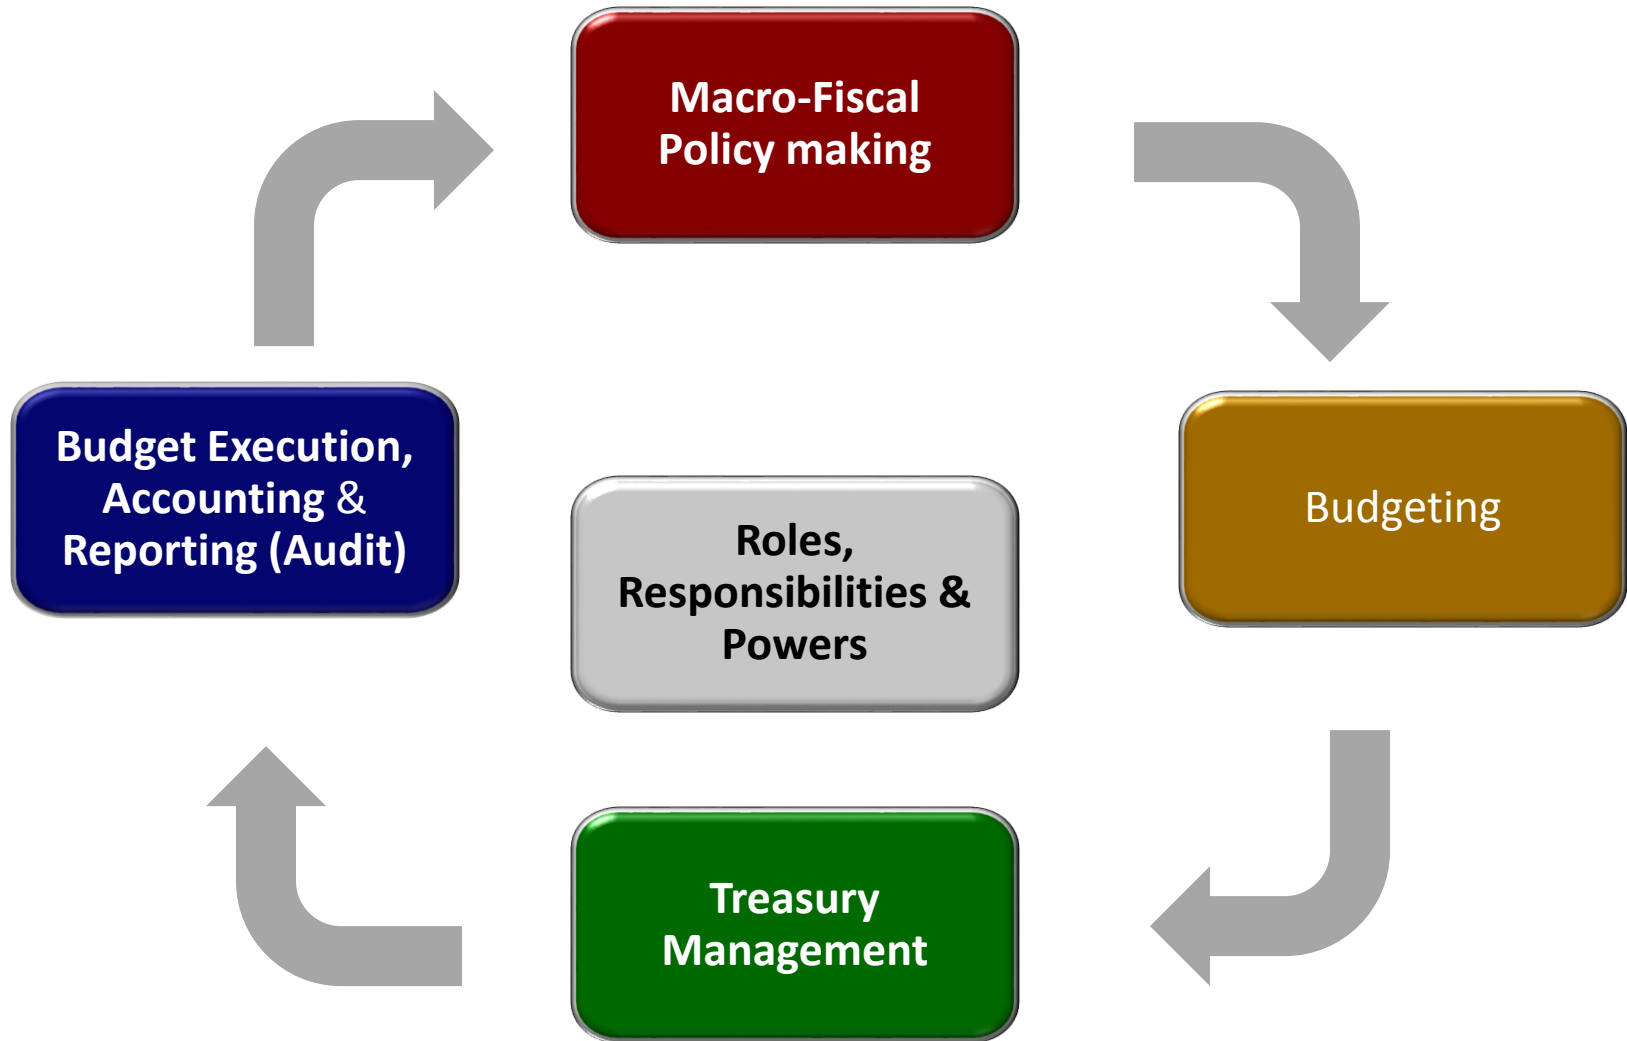 Macro-Fiscal
Policy making
Budget Execution,
Accounting &
Reporting (Audit)
Roles,
Responsibilities &
Powers
Budgeting
Treasury
Management